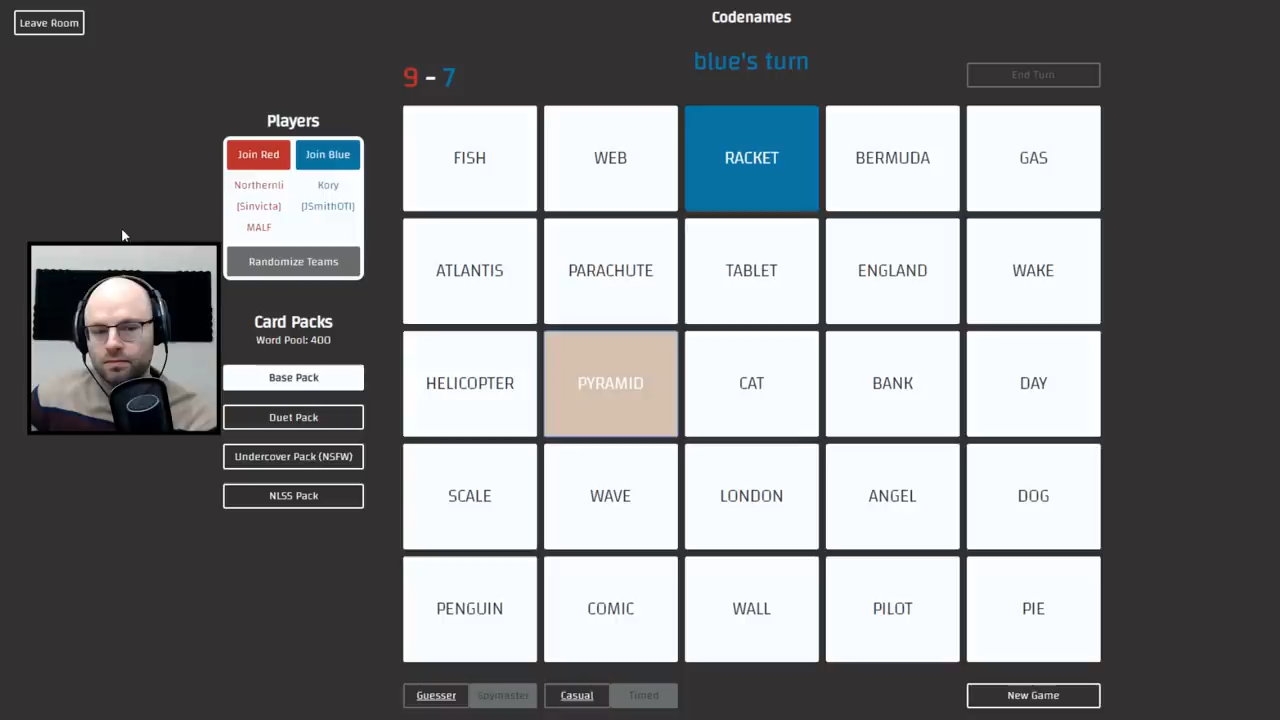 Leave Room
Codenames
9 - 7
blue's turn
End Turn
Players
Join Red
Join Blue
Northernli
Kory
[Sinvicta]
[JSmithOTI]
MALF
Randomize Teams
Card Packs
Word Pool: 400
Base Pack
Duet Pack
Undercover Pack (NSFW)
NLSS Pack
FISH WEB RACKET BERMUDA GAS
ATLANTIS PARACHUTE TABLET ENGLAND WAKE
HELICOPTER PYRAMID CAT BANK DAY
SCALE WAVE LONDON ANGEL DOG
PENGUIN COMIC WALL PILOT PIE
Guesser Spymaster
Casual Timed
New Game